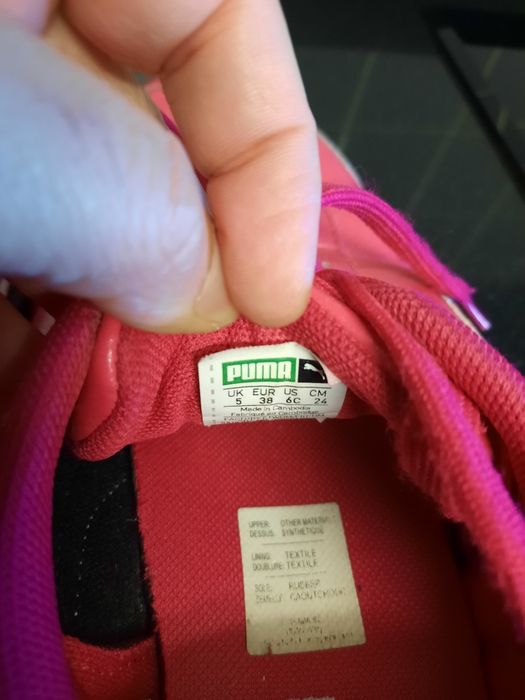 PUMA
UK EUR US CM
5 38 6C 24
Made in Cambodia
Fabriqué au Cambodge
UPPER: OTHER
DESSUS: SYNTHETIQUE
LINING: TEXTILE
DOUBLURE: TEXTILE
SOLE: RUBBER
SEMELLE: CAOUTCHOUC